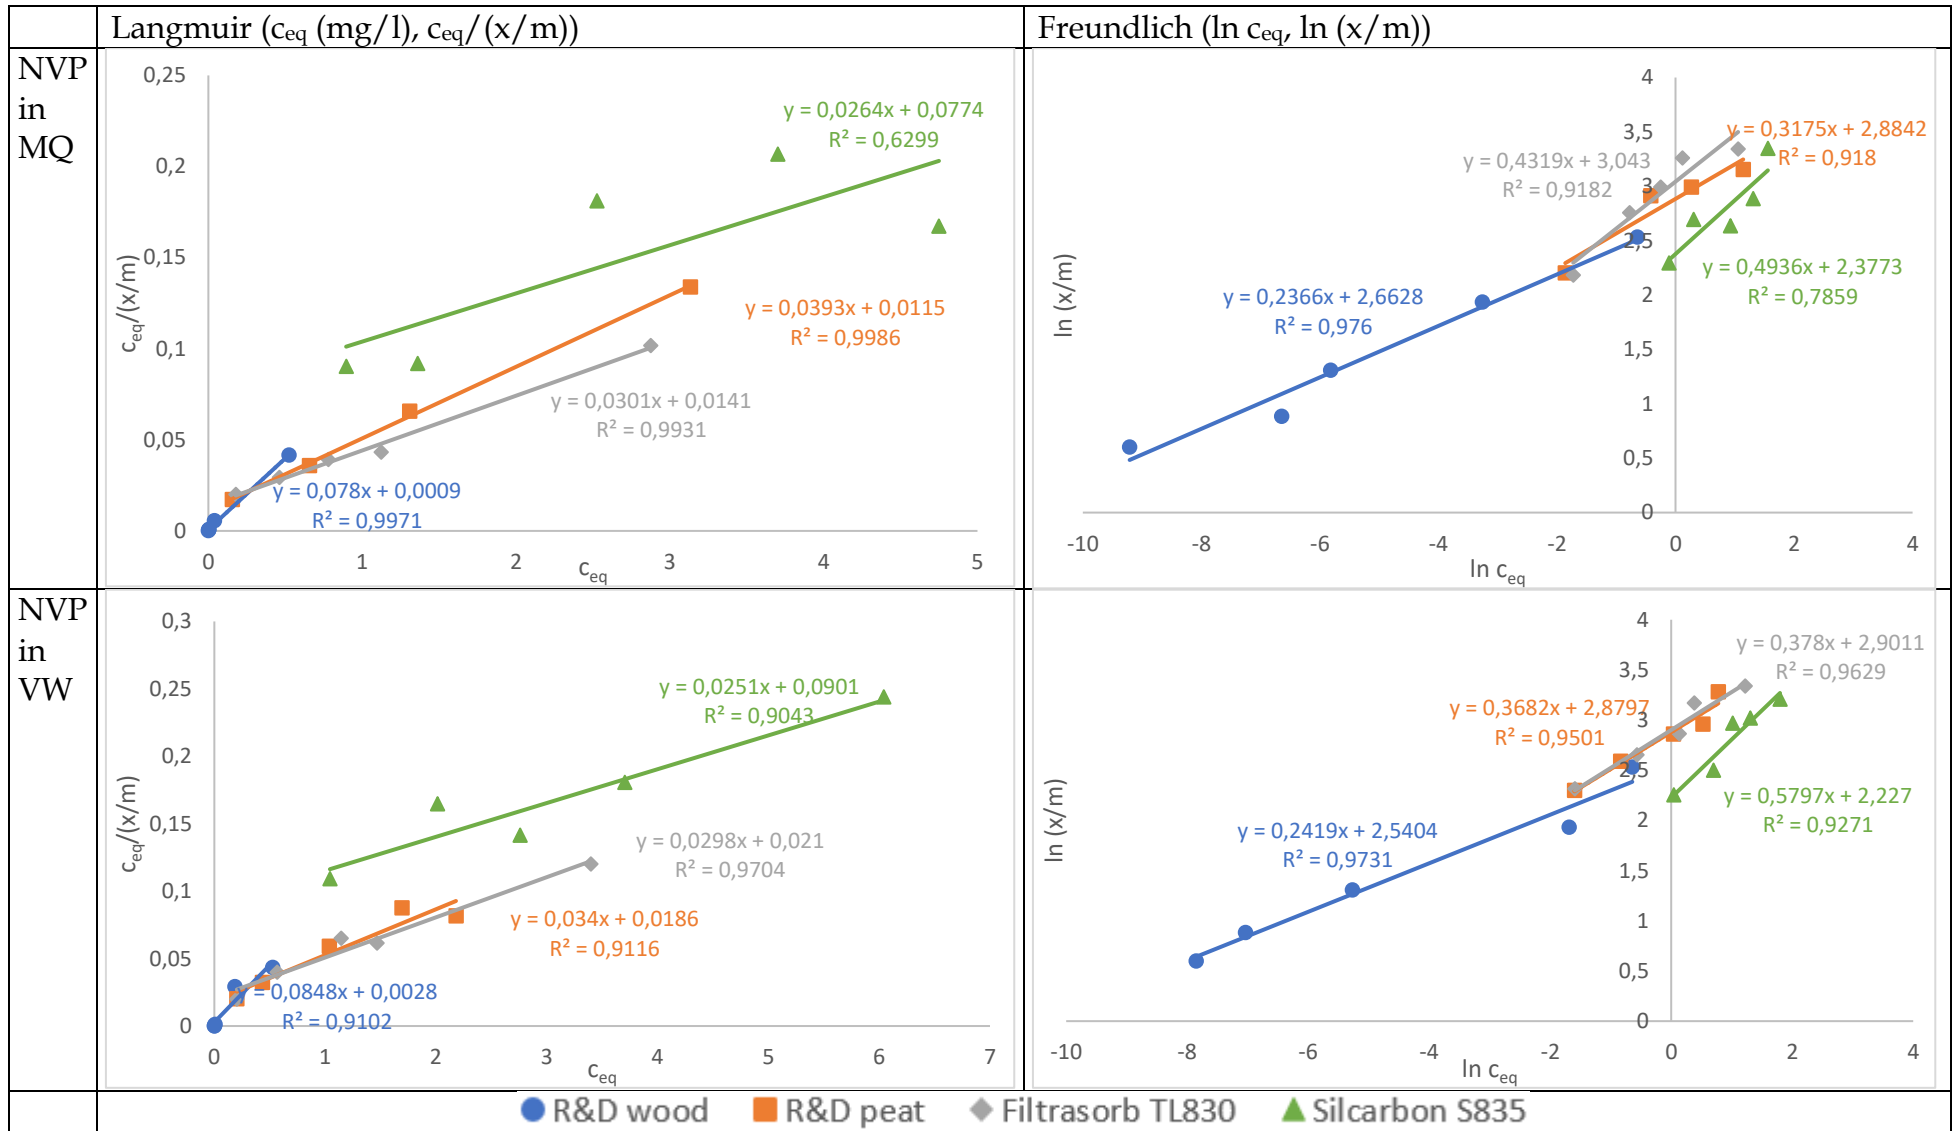 Langmuir (ceq (mg/l), ceq/(x/m))
Freundlich (ln ceq, ln (x/m))
NVP
in
MQ
0,25
0,2
0,15
0,1
0,05
0
ceq/(x/m)
y = 0,0264x + 0,0774
R² = 0,6299
y = 0,0393x + 0,0115
R² = 0,9986
y = 0,0301x + 0,0141
R² = 0,9931
y = 0,078x + 0,0009
R² = 0,9971
0 1 2 3 4 5
ceq
4
3,5
3
2,5
2
1,5
1
0,5
0
ln (x/m)
y = 0,3175x + 2,8842
R² = 0,918
y = 0,4319x + 3,043
R² = 0,9182
y = 0,4936x + 2,3773
R² = 0,7859
y = 0,2366x + 2,6628
R² = 0,976
-10 -8 -6 -4 -2 0 2 4
ln ceq
NVP
in
VW
0,3
0,25
0,2
0,15
0,1
0,05
0
ceq/(x/m)
y = 0,0251x + 0,0901
R² = 0,9043
y = 0,0298x + 0,021
R² = 0,9704
y = 0,034x + 0,0186
R² = 0,9116
= 0,0848x + 0,0028
R² = 0,9102
0 1 2 3 4 5 6 7
ceq
4
3,5
3
2,5
2
1,5
1
0,5
0
ln (x/m)
y = 0,378x + 2,9011
R² = 0,9629
y = 0,3682x + 2,8797
R² = 0,9501
y = 0,5797x + 2,227
R² = 0,9271
y = 0,2419x + 2,5404
R² = 0,9731
-10 -8 -6 -4 -2 0 2 4
ln ceq
R&D wood R&D peat Filtrasorb TL830 Silcarbon S835